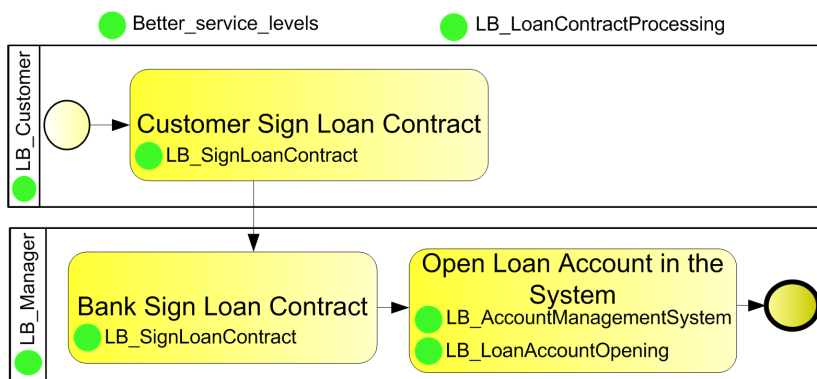 Better_service_levels
LB_LoanContractProcessing
LB_Customer
Customer Sign Loan Contract
LB_SignLoanContract
LB_Manager
Bank Sign Loan Contract
LB_SignLoanContract
Open Loan Account in the
System
LB_AccountManagementSystem
LB_LoanAccountOpening